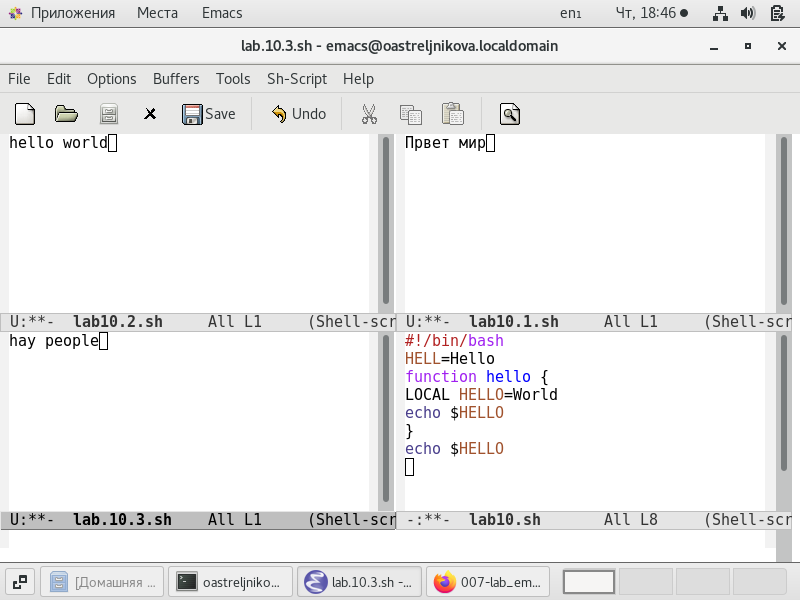 Приложения Места Emacs en₁ Чт, 18:46
lab.10.3.sh - emacs@oastreljnikova.localdomain
File Edit Options Buffers Tools Sh-Script Help
Save Undo
hello world
U:**- lab10.2.sh All L1 (Shell-scr
Првет мир
U:**- lab10.1.sh All L1 (Shell-scr
hay people
U:**- lab.10.3.sh All L1 (Shell-scr
#!/bin/bash
HELL=Hello
function hello {
LOCAL HELLO=World
echo $HELLO
}
echo $HELLO
-:**- lab10.sh All L8 (Shell-scr
[Домашняя ... oastreljniko... lab.10.3.sh -... 007-lab_em...